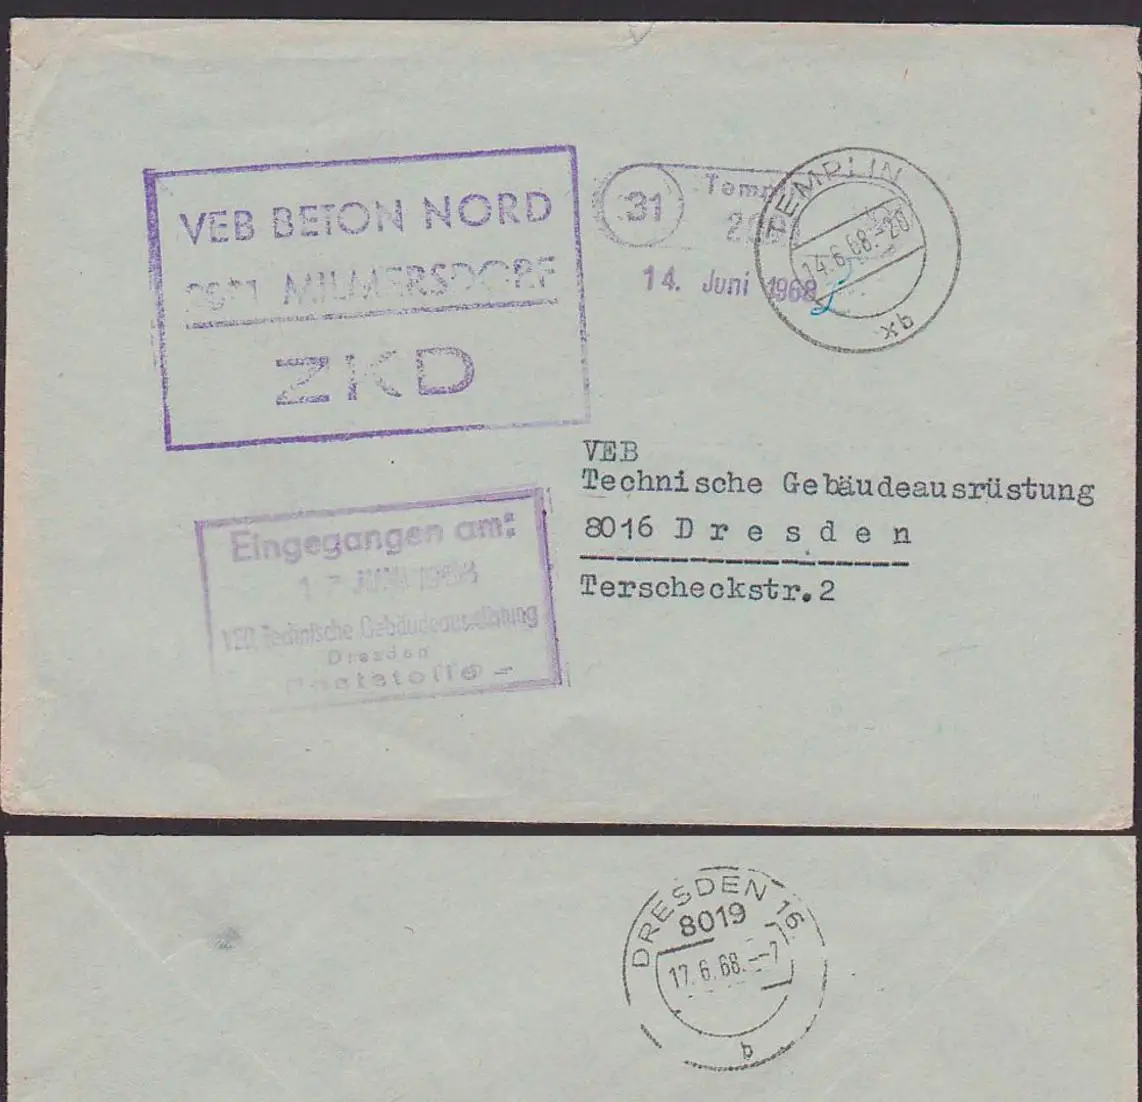 VEB BETON NORD
MILMERSDORF
ZKD
31
Temp
14. Juni 1968
TEMPLIN
14.6.68.-20
xb
VEB
Technische Gebäudeausrüstung
8016 Dresden
Terscheckstr.2
Eingegangen am:
17 JUNI 1968
VEB Technische Gebäudeausrüstung
Dresden
Poststelle -
DRESDEN 16
8019
17.6.68.--7
b